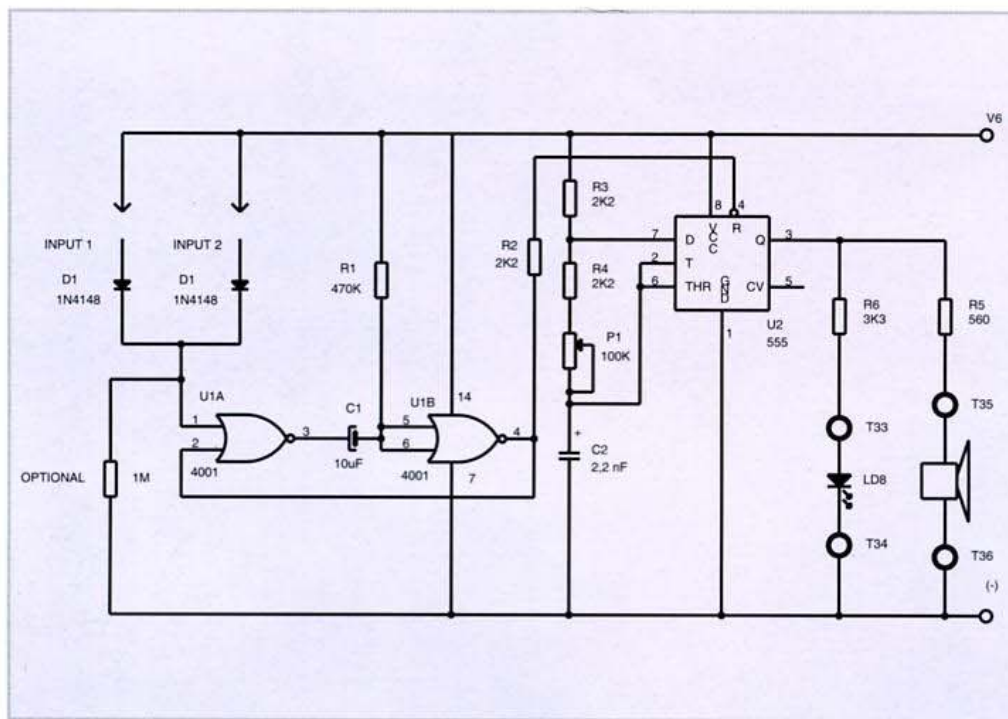 V6
R3
2K2
8
4
V
C
C
R
INPUT 1
INPUT 2
R2
2K2
7
D
Q
3
2
T
D1
1N4148
D1
1N4148
R1
470K
R4
2K2
6
THR
G
N
D
CV
5
R6
3K3
R5
560
P1
100K
1
U2
555
U1A
C1
U1B
14
T35
1
3
5
4
T33
2
6
+
4001
10uF
4001
7
C2
2,2 nF
OPTIONAL
1M
LD8
T34
T36
(-)